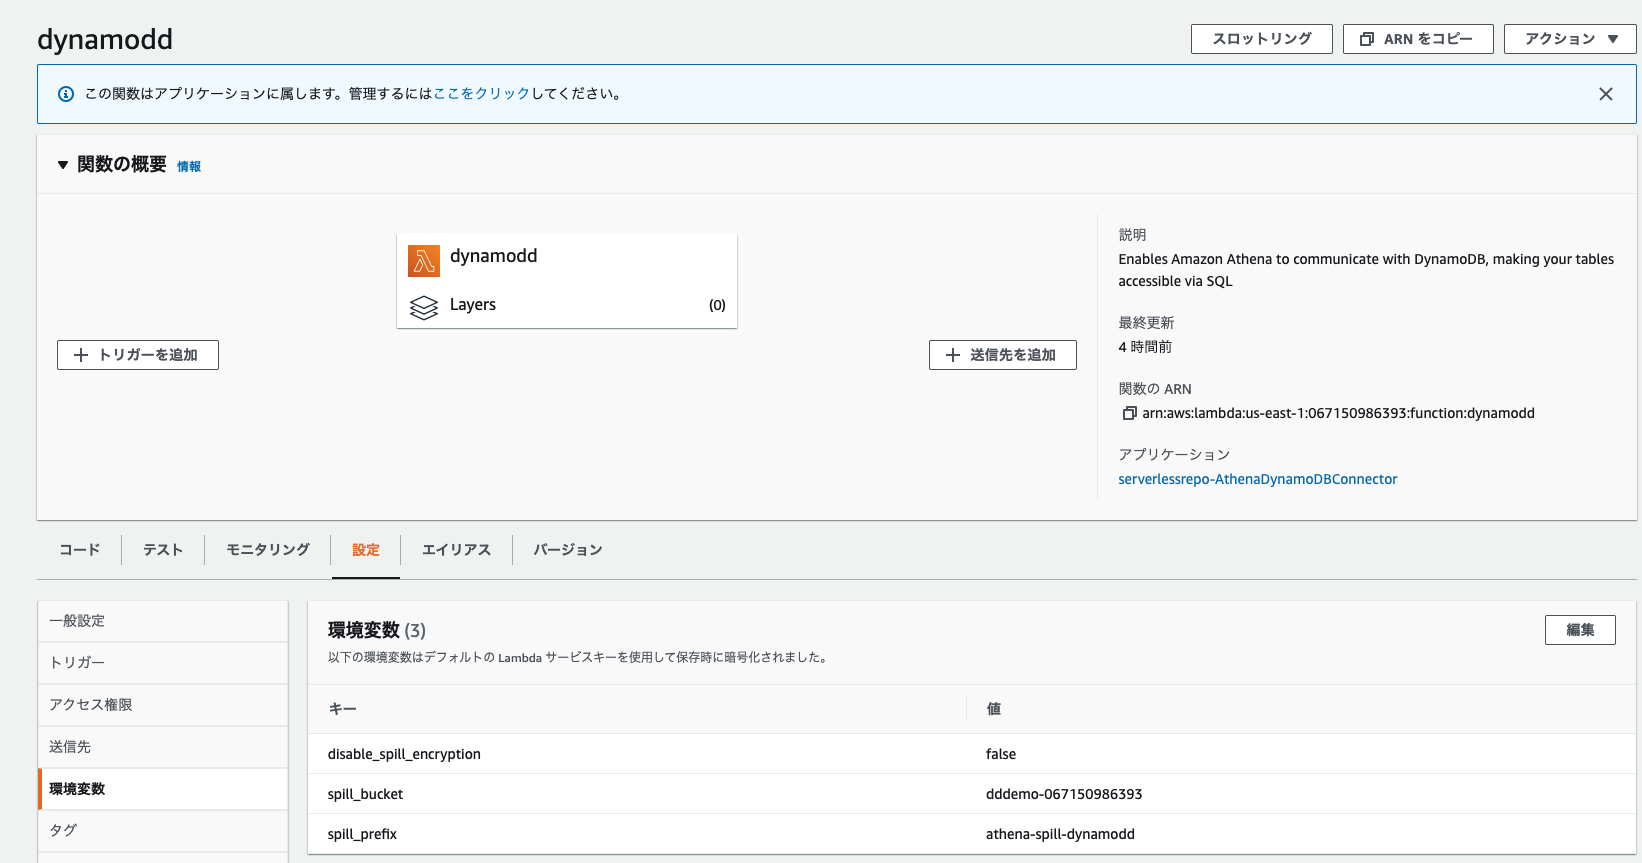 dynamodd
スロットリング
ARN をコピー
アクション ▼
この関数はアプリケーションに属します。管理するにはここをクリックしてください。
▼ 関数の概要 情報
dynamodd
Layers (0)
トリガーを追加
送信先を追加
説明
Enables Amazon Athena to communicate with DynamoDB, making your tables
accessible via SQL
最終更新
4 時間前
関数の ARN
arn:aws:lambda:us-east-1:067150986393:function:dynamodd
アプリケーション
serverlessrepo-AthenaDynamoDBConnector
コード
テスト
モニタリング
設定
エイリアス
バージョン
一般設定
トリガー
アクセス権限
送信先
環境変数
タグ
環境変数 (3)
編集
以下の環境変数はデフォルトの Lambda サービスキーを使用して保存時に暗号化されました。
キー 値
disable_spill_encryption false
spill_bucket dddemo-067150986393
spill_prefix athena-spill-dynamodd